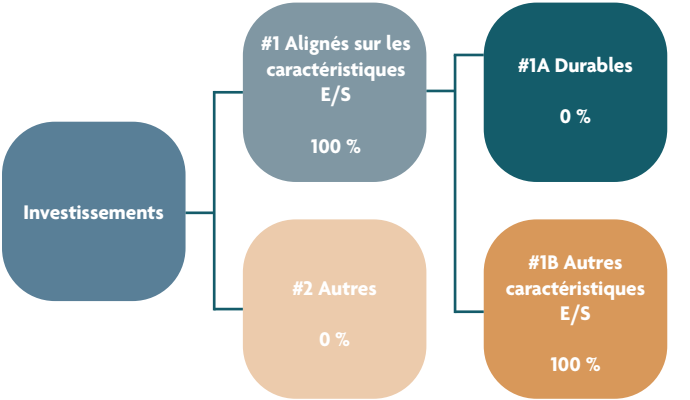 Investissements
#1 Alignés sur les
caractéristiques
E/S
100 %
#2 Autres
0 %
#1A Durables
0 %
#1B Autres
caractéristiques
E/S
100 %